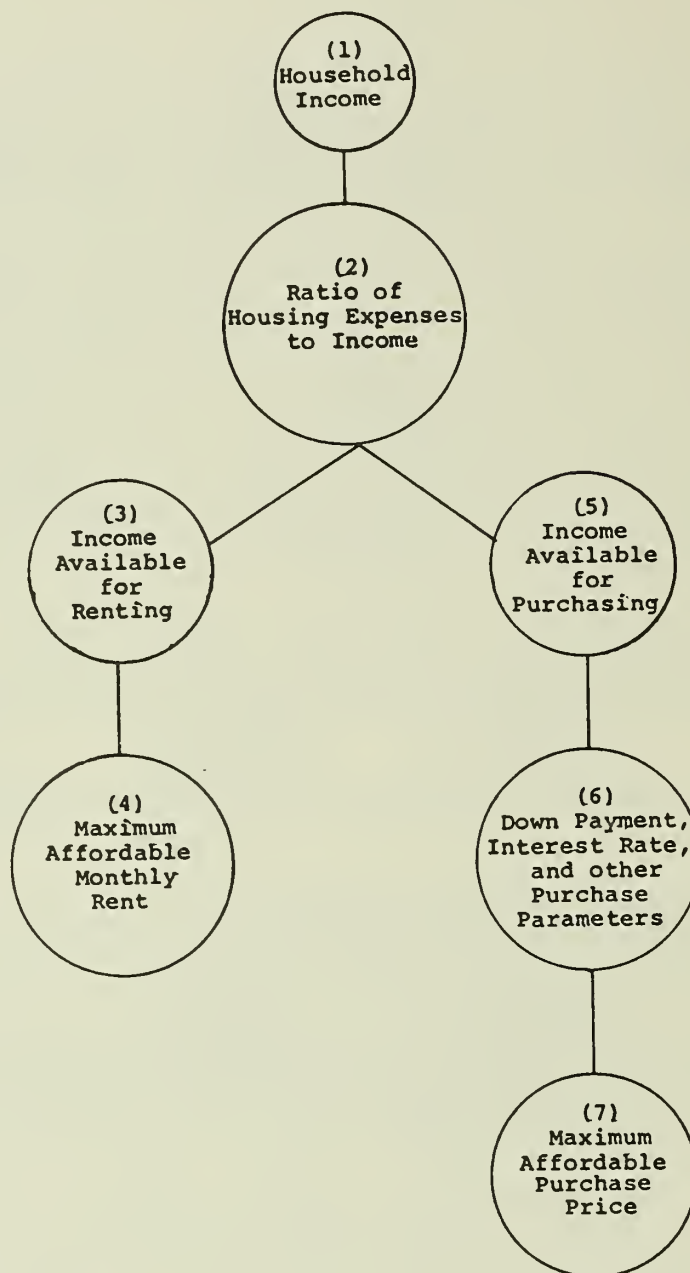 (1)
Household
Income
(2)
Ratio of
Housing Expenses
to Income
(3)
Income
Available
for
Renting
(4)
Maximum
Affordable
Monthly
Rent
(5)
Income
Available
for
Purchasing
(6)
Down Payment,
Interest Rate,
and other
Purchase
Parameters
(7)
Maximum
Affordable
Purchase
Price